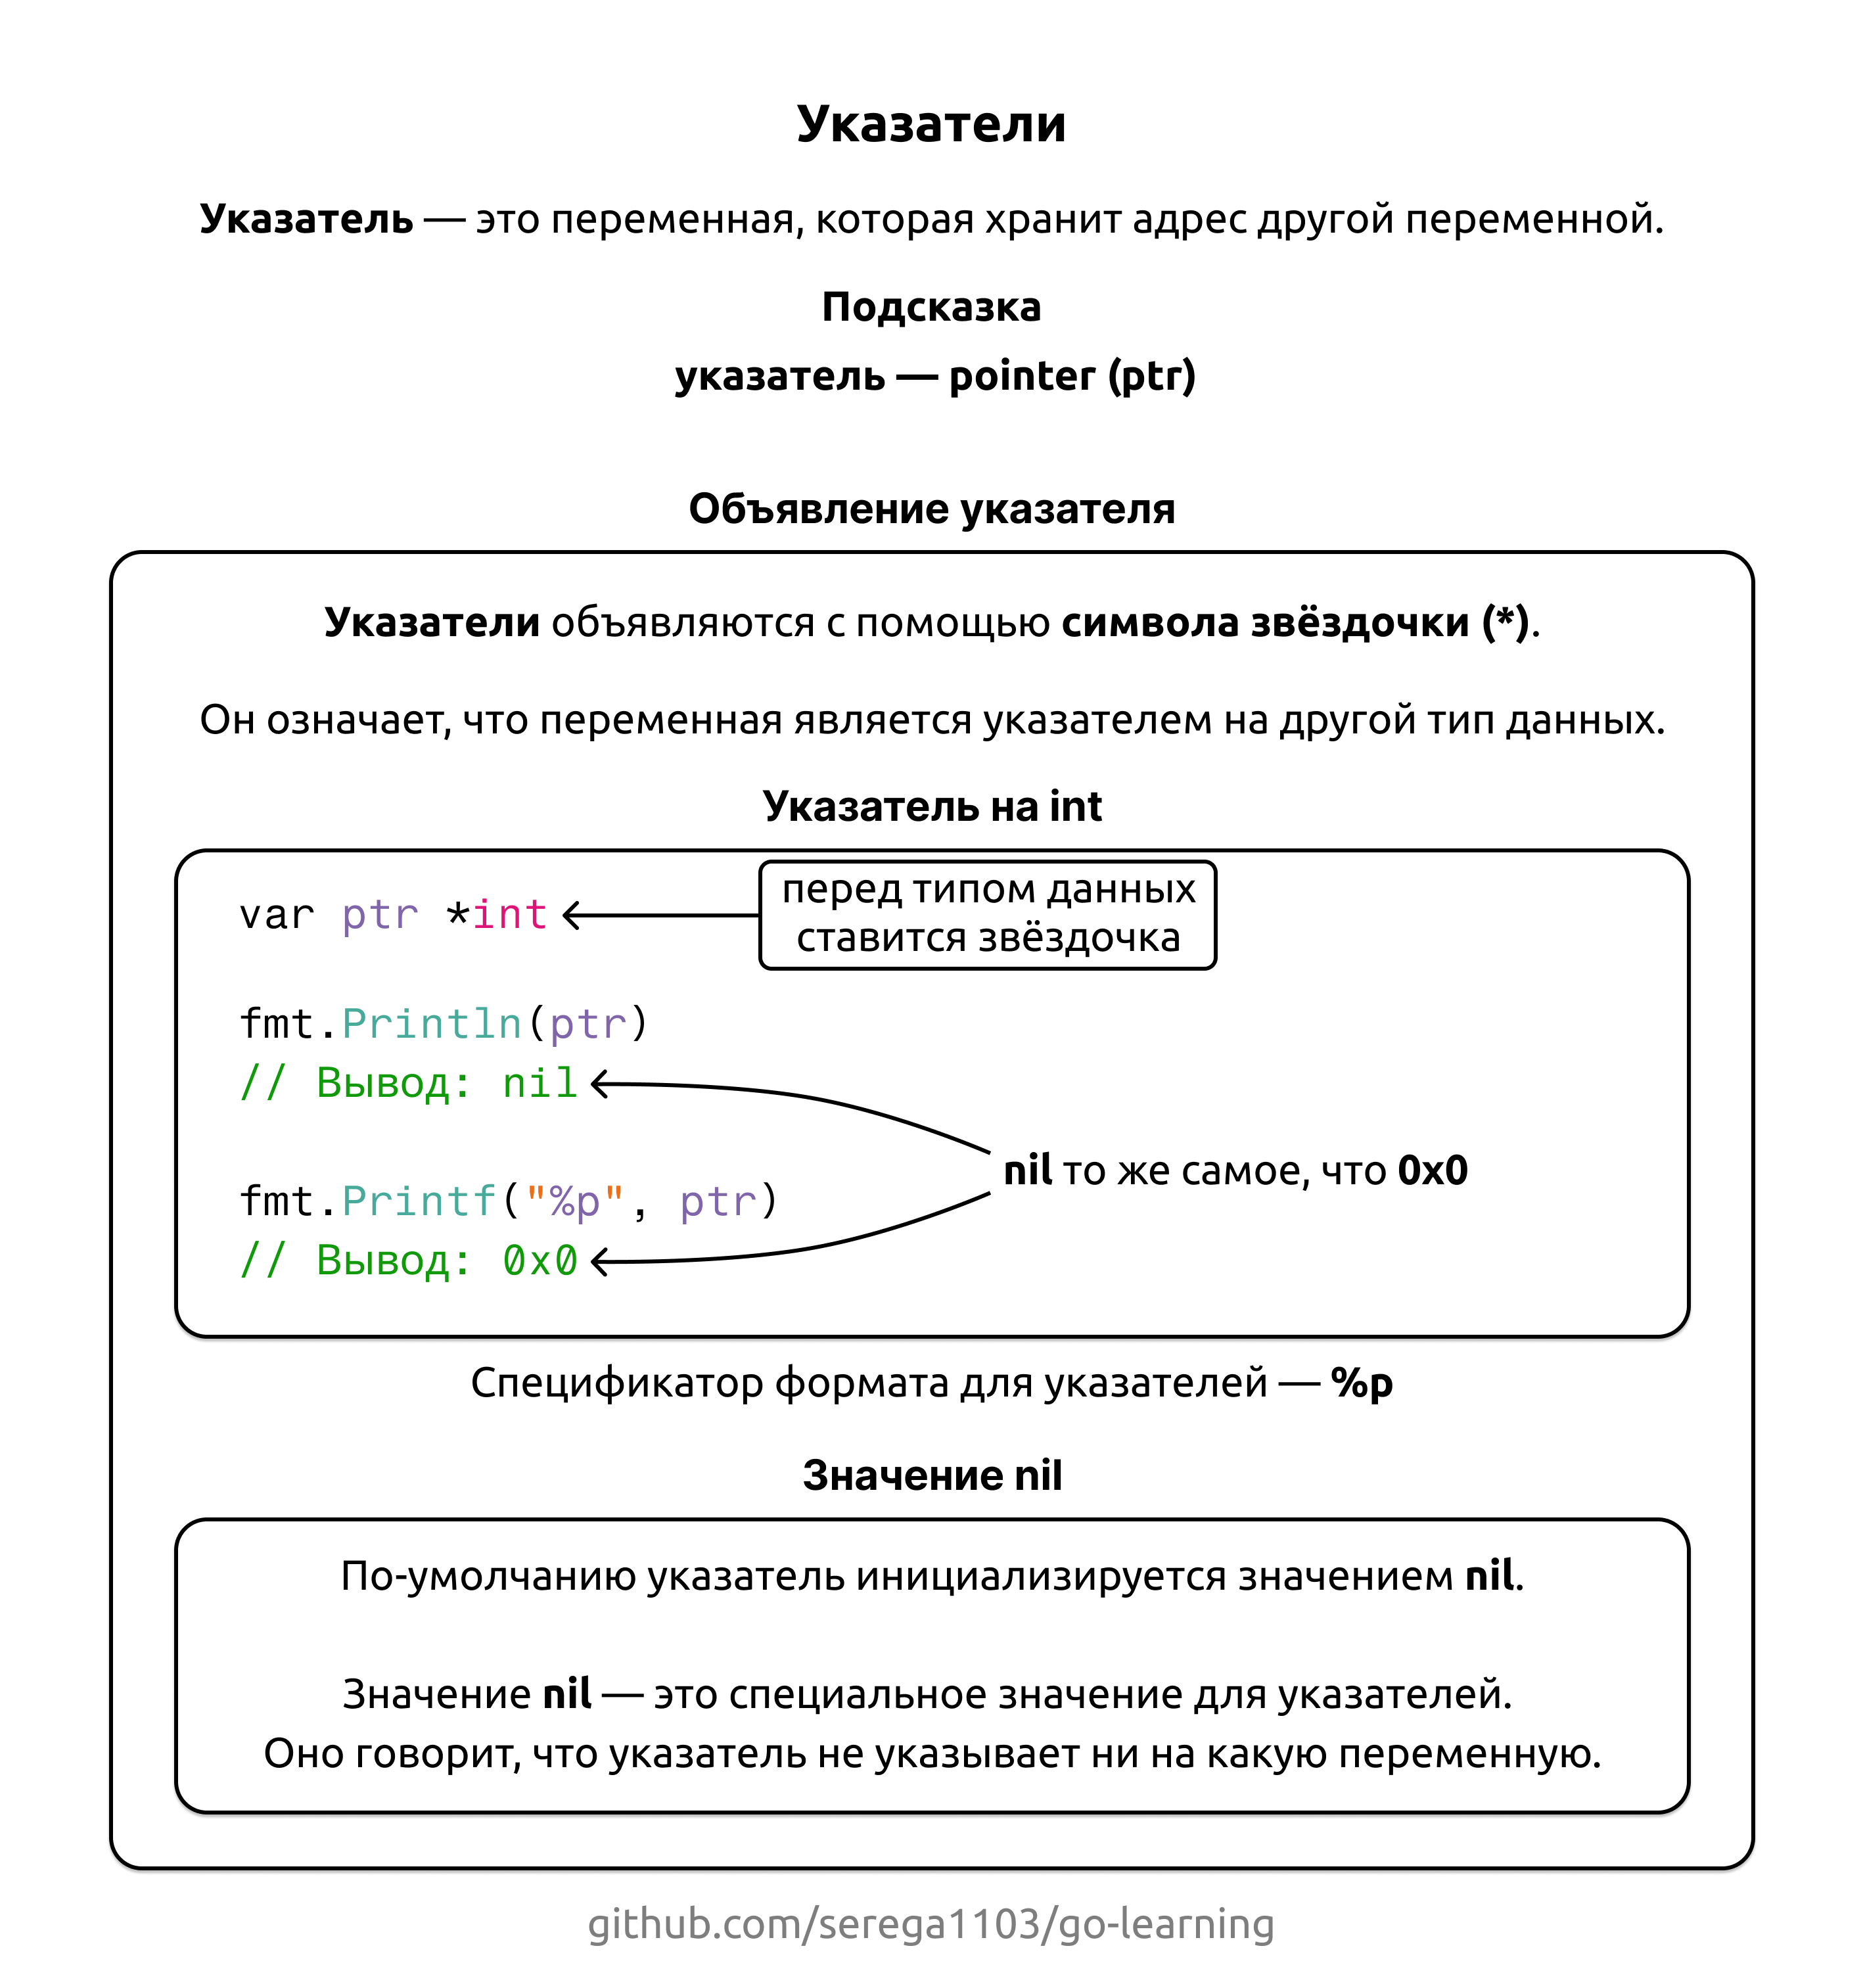 Указатели
Указатель — это переменная, которая хранит адрес другой переменной.
Подсказка
указатель — pointer (ptr)
Объявление указателя
Указатели объявляются с помощью символа звёздочки (*).
Он означает, что переменная является указателем на другой тип данных.
Указатель на int
var ptr *int
перед типом данных
ставится звёздочка
fmt.Println(ptr)
// Вывод: nil
nil то же самое, что 0x0
fmt.Printf("%p", ptr)
// Вывод: 0x0
Спецификатор формата для указателей — %p
Значение nil
По-умолчанию указатель инициализируется значением nil.
Значение nil — это специальное значение для указателей.
Оно говорит, что указатель не указывает ни на какую переменную.
github.com/serega1103/go-learning